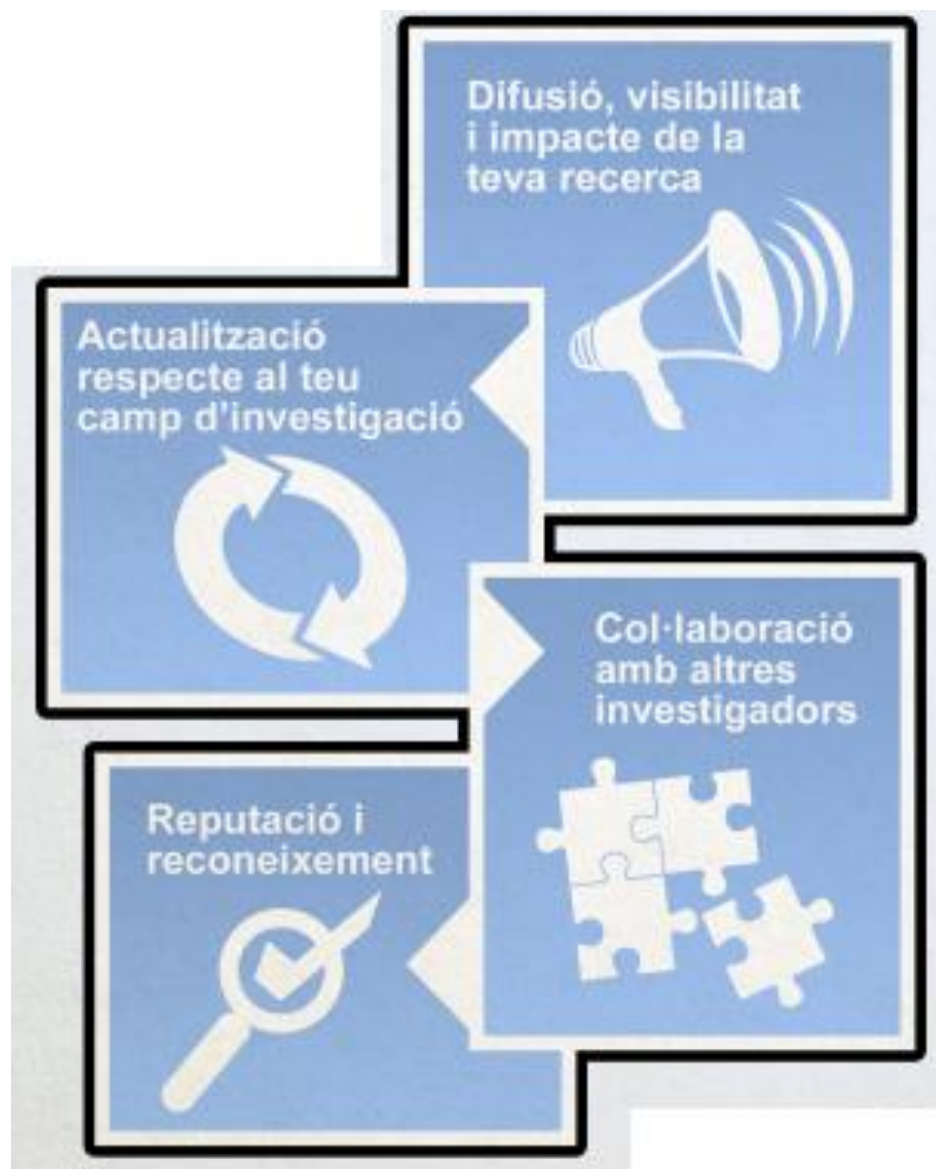 Difusió, visibilitat
i impacte de la
teva recerca
Actualització
respecte al teu
camp d’investigació
Col·laboració
amb altres
investigadors
Reputació i
reconeixement